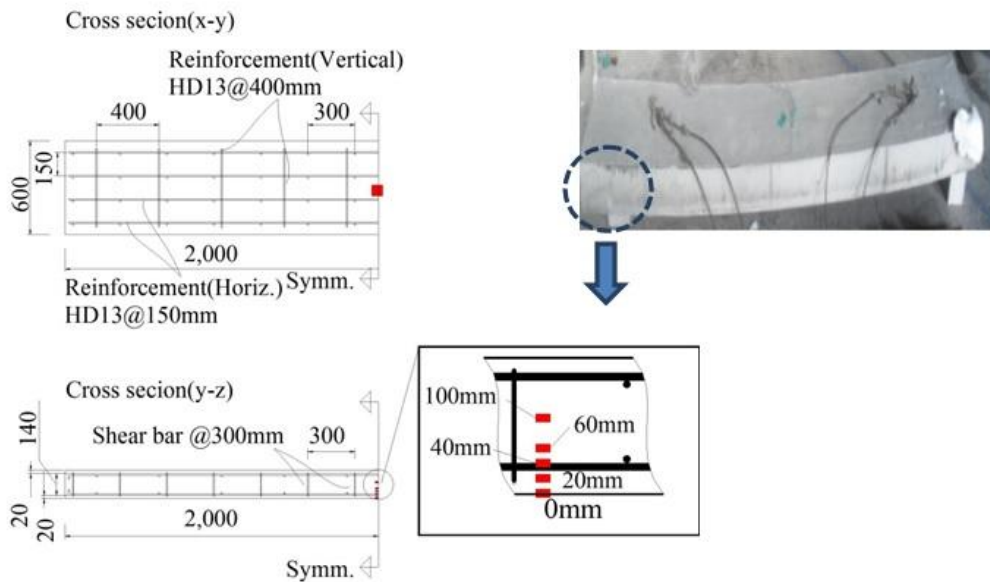 Cross secion(x-y)
Reinforcement(Vertical)
HD13@400mm
400
300
150
600
2,000
Symm.
Reinforcement(Horiz.)
HD13@150mm
Cross secion(y-z)
140
Shear bar @300mm
300
20
20
2,000
Symm.
100mm
60mm
40mm
20mm
0mm